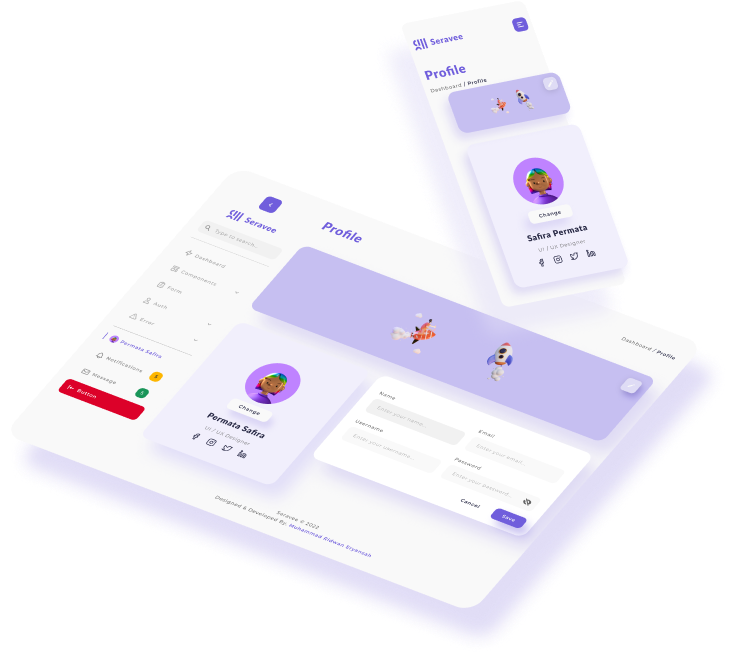 Seravee
Profile
Dashboard / Profile
Change
Safira Permata
UI / UX Designer
Seravee
Type to search...
Dashboard
Components
Form
Auth
Error
Permata Safira
Notifications
Message
Button
Profile
Dashboard / Profile
Change
Permata Safira
UI / UX Designer
Name
Enter your name.
Email
Enter your email.
Username
Enter your username.
Password
Enter your password
Cancel
Save
Seravee © 2022
Designed & Developed By. Muhammad Ridwan Eryansah